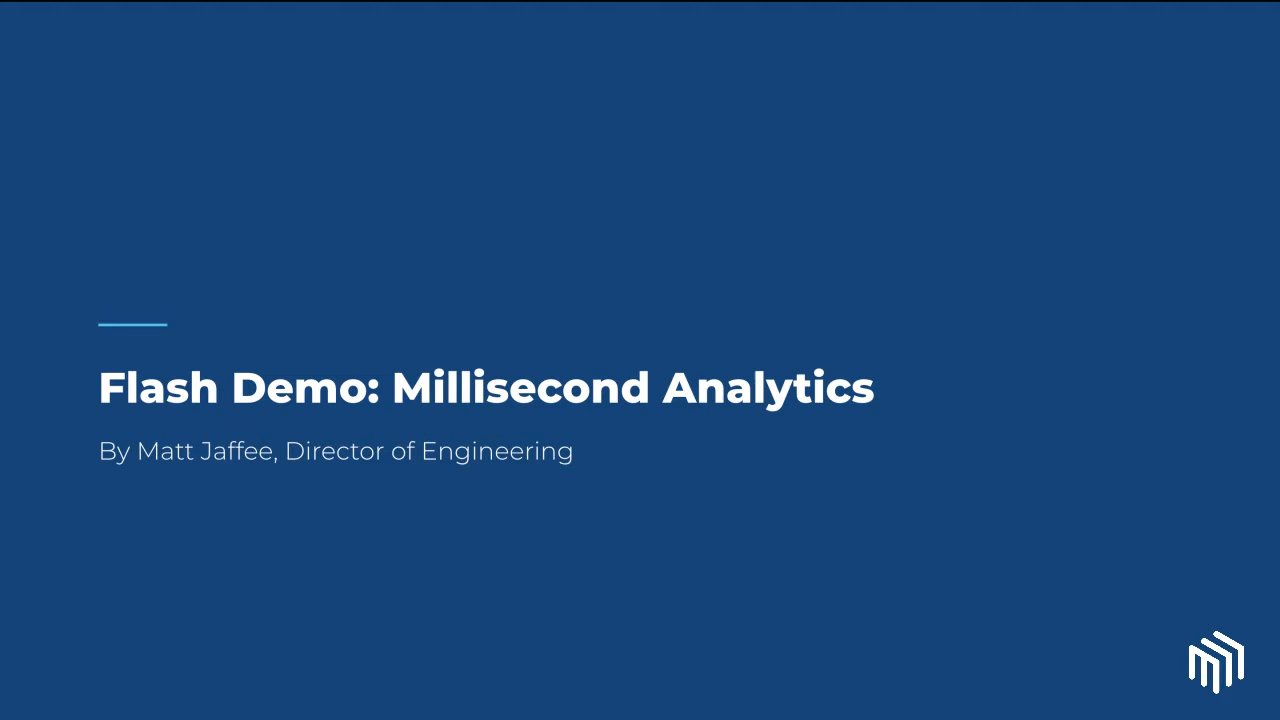 Flash Demo: Millisecond Analytics
By Matt Jaffee, Director of Engineering